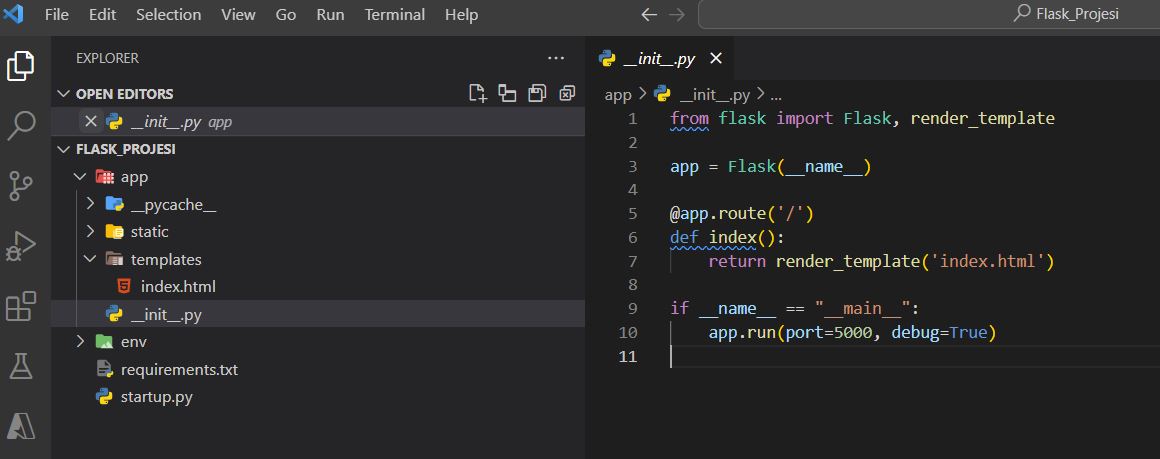 File Edit Selection View Go Run Terminal Help
Flask_Projesi
EXPLORER
OPEN EDITORS
__init__.py app
FLASK_PROJESI
app
__pycache__
static
templates
index.html
__init__.py
env
requirements.txt
startup.py
__init__.py
app > __init__.py > ...
1 from flask import Flask, render_template
2
3 app = Flask(__name__)
4
5 @app.route('/')
6 def index():
7 return render_template('index.html')
8
9 if __name__ == "__main__":
10 app.run(port=5000, debug=True)
11